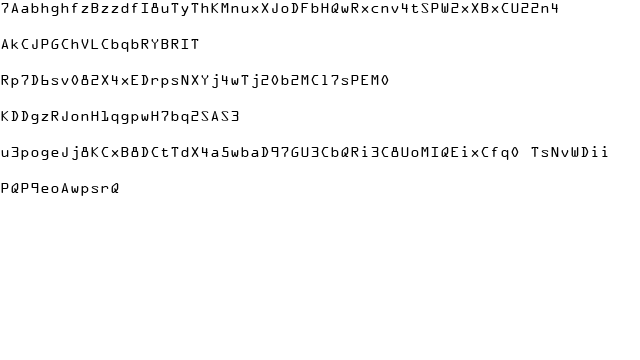 7AabhghfzBzzdfI8uTyThKMnuxXJoDFbHQwRxcnv4tSPW2xXBxCU22n4
AkCJPGChVLCbqbRYBRIT
Rp7D6sv082X4xEDrpsNXYj4wTj20b2MC17sPEM0
KDDgzRJonH1qgpwH7bq2SAS3
u3pogeJj8KCxB8DCtTdX4a5wbaD97GU3CbQRi3C8UoMIQEixCfq0 TsNvWDii
PQP9eoAwpsrQ